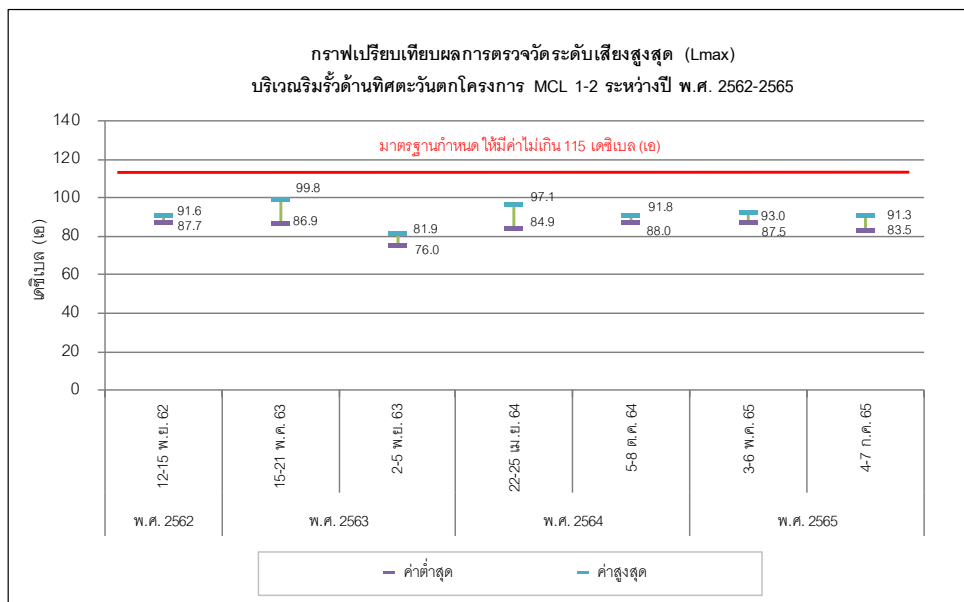 กราฟเปรียบเทียบผลการตรวจวัดระดับเสียงสูงสุด (Lmax)
บริเวณริมรั้วด้านทิศตะวันตกโครงการ MCL 1-2 ระหว่างปี พ.ศ. 2562-2565
เดซิเบล (เอ)
140
120
100
80
60
40
20
0
มาตรฐานกำหนด ให้มีค่าไม่เกิน 115 เดซิเบล (เอ)
91.6
87.7
99.8
86.9
81.9
76.0
97.1
84.9
91.8
88.0
93.0
87.5
91.3
83.5
12-15 พ.ย. 62
15-21 พ.ค. 63
2-5 พ.ย. 63
22-25 เม.ย. 64
5-8 ต.ค. 64
3-6 พ.ค. 65
4-7 ก.ค. 65
พ.ศ. 2562
พ.ศ. 2563
พ.ศ. 2564
พ.ศ. 2565
ค่าต่ำสุด
ค่าสูงสุด